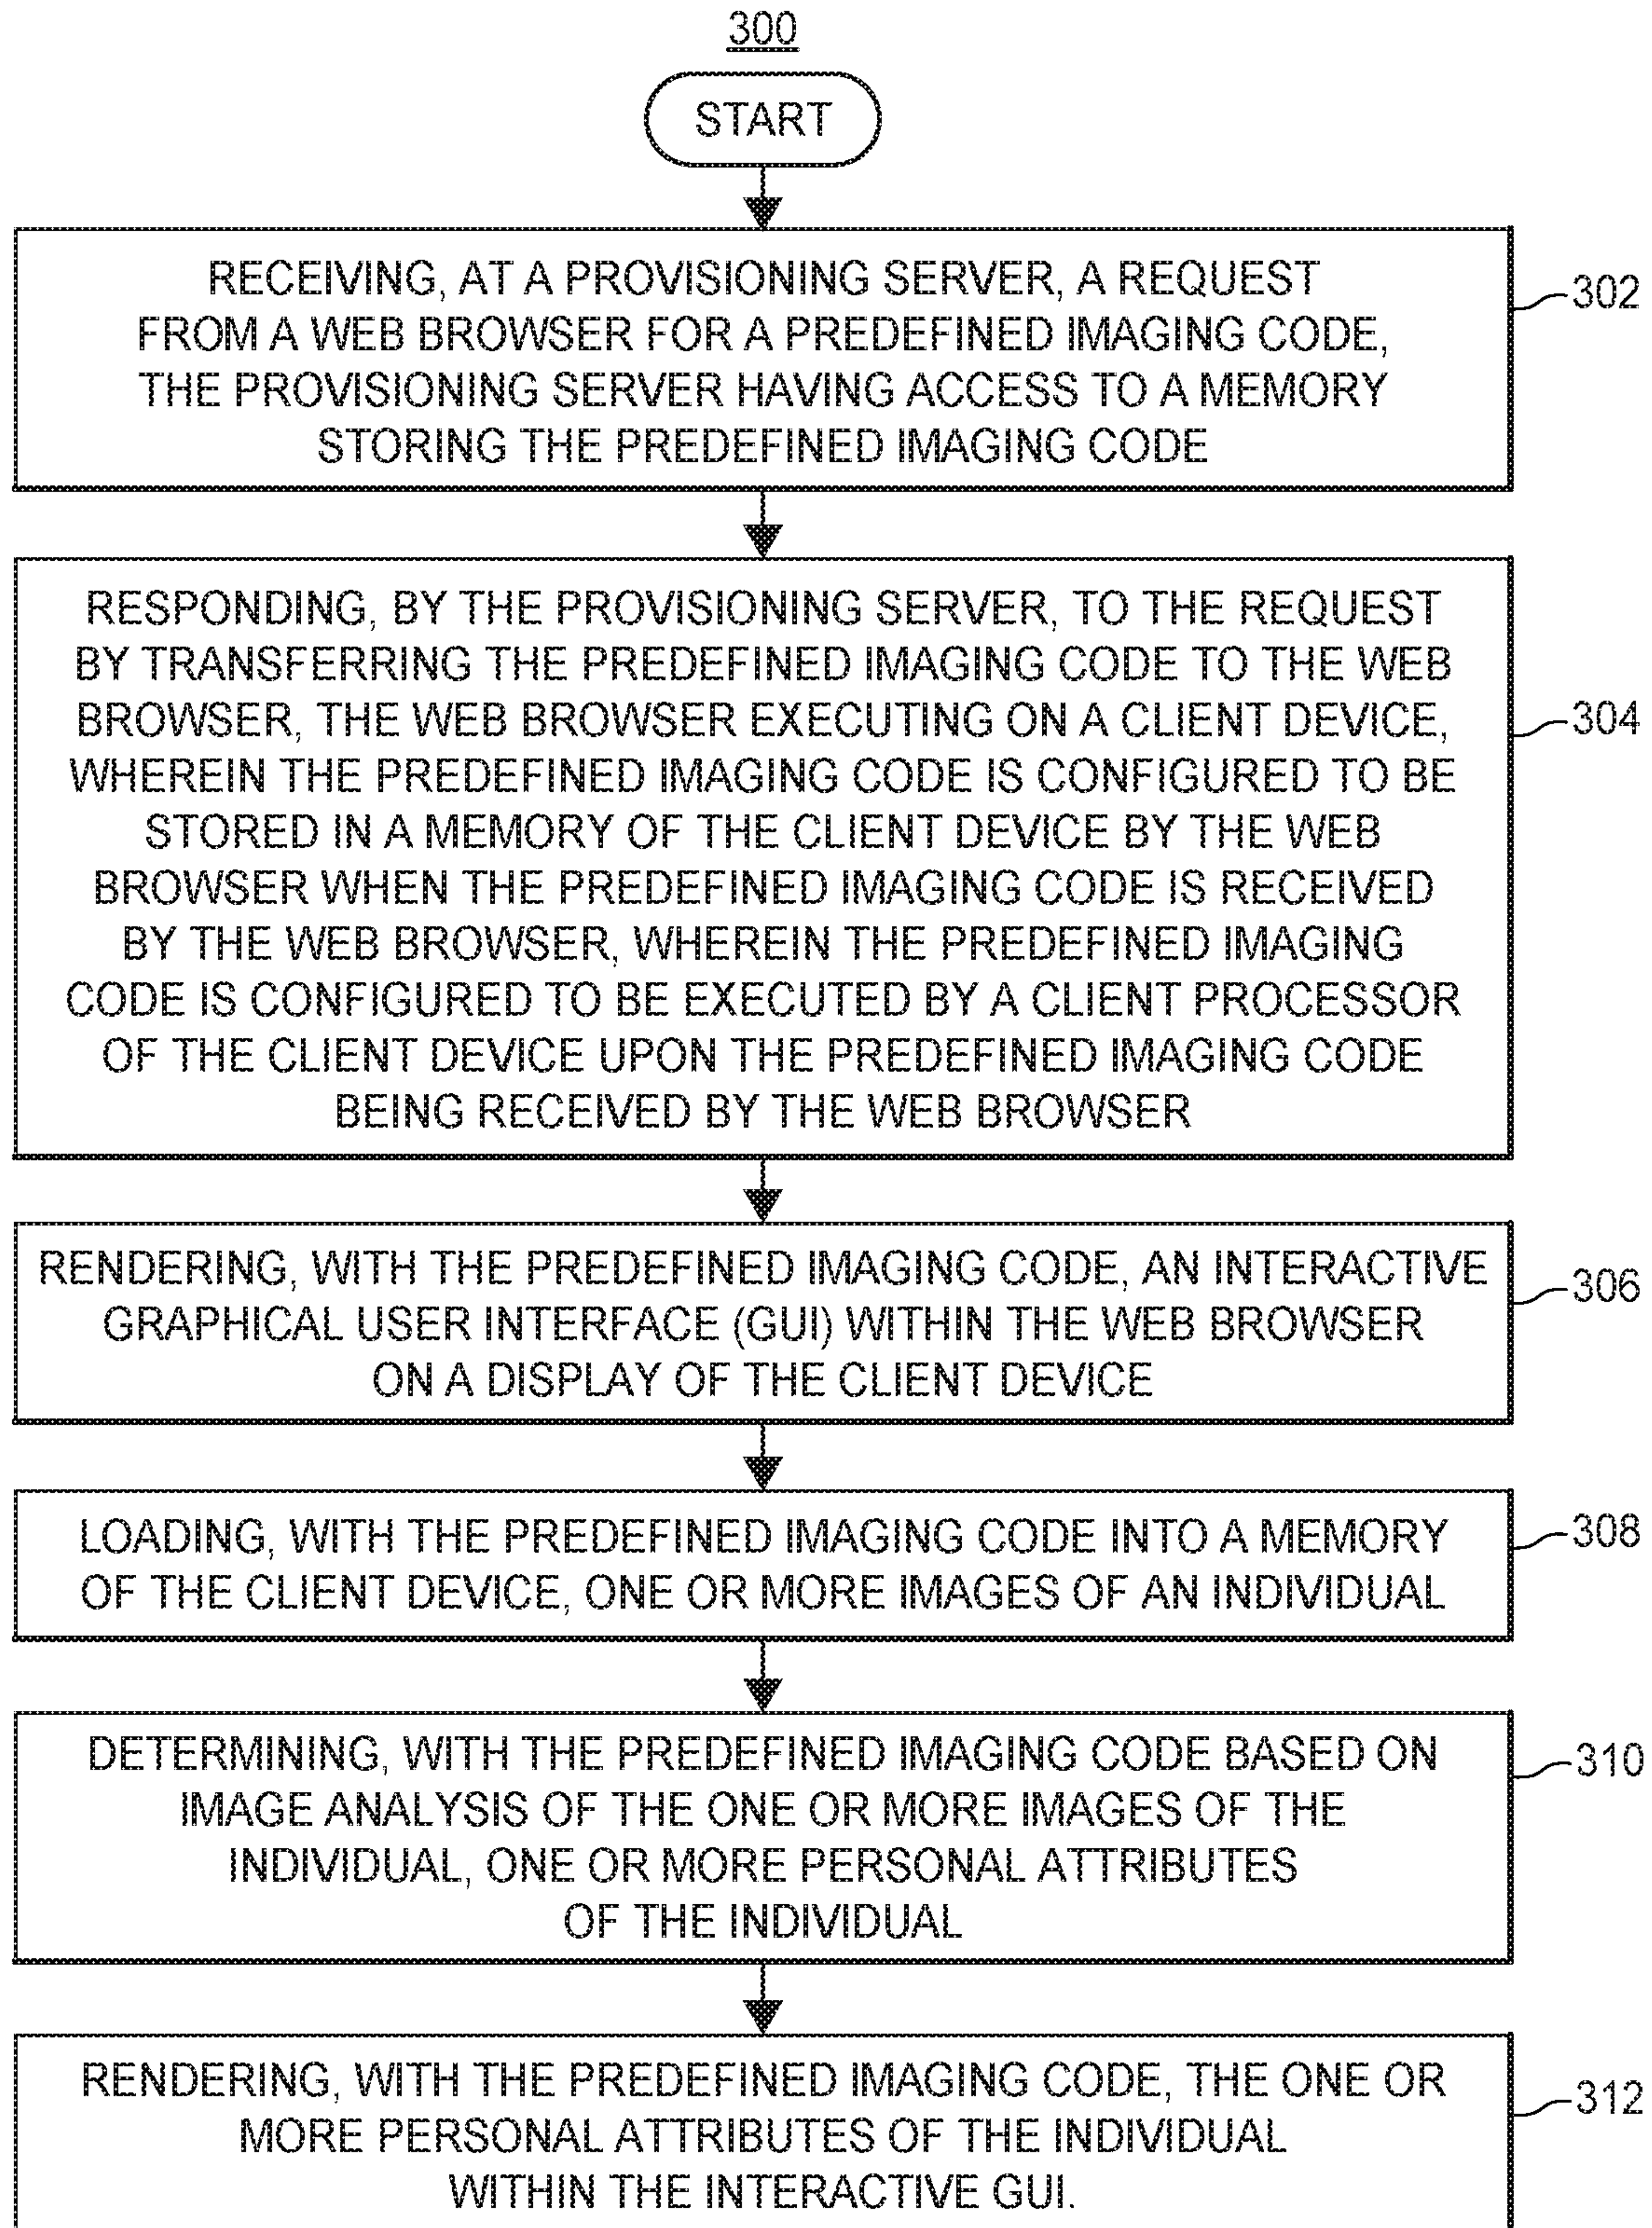 300
START
RECEIVING, AT A PROVISIONING SERVER, A REQUEST
FROM A WEB BROWSER FOR A PREDEFINED IMAGING CODE,
THE PROVISIONING SERVER HAVING ACCESS TO A MEMORY
STORING THE PREDEFINED IMAGING CODE
302
RESPONDING, BY THE PROVISIONING SERVER, TO THE REQUEST
BY TRANSFERRING THE PREDEFINED IMAGING CODE TO THE WEB
BROWSER, THE WEB BROWSER EXECUTING ON A CLIENT DEVICE,
WHEREIN THE PREDEFINED IMAGING CODE IS CONFIGURED TO BE
STORED IN A MEMORY OF THE CLIENT DEVICE BY THE WEB
BROWSER WHEN THE PREDEFINED IMAGING CODE IS RECEIVED
BY THE WEB BROWSER, WHEREIN THE PREDEFINED IMAGING
CODE IS CONFIGURED TO BE EXECUTED BY A CLIENT PROCESSOR
OF THE CLIENT DEVICE UPON THE PREDEFINED IMAGING CODE
BEING RECEIVED BY THE WEB BROWSER
304
RENDERING, WITH THE PREDEFINED IMAGING CODE, AN INTERACTIVE
GRAPHICAL USER INTERFACE (GUI) WITHIN THE WEB BROWSER
ON A DISPLAY OF THE CLIENT DEVICE
306
LOADING, WITH THE PREDEFINED IMAGING CODE INTO A MEMORY
OF THE CLIENT DEVICE, ONE OR MORE IMAGES OF AN INDIVIDUAL
308
DETERMINING, WITH THE PREDEFINED IMAGING CODE BASED ON
IMAGE ANALYSIS OF THE ONE OR MORE IMAGES OF THE
INDIVIDUAL, ONE OR MORE PERSONAL ATTRIBUTES
OF THE INDIVIDUAL
310
RENDERING, WITH THE PREDEFINED IMAGING CODE, THE ONE OR
MORE PERSONAL ATTRIBUTES OF THE INDIVIDUAL
WITHIN THE INTERACTIVE GUI.
312